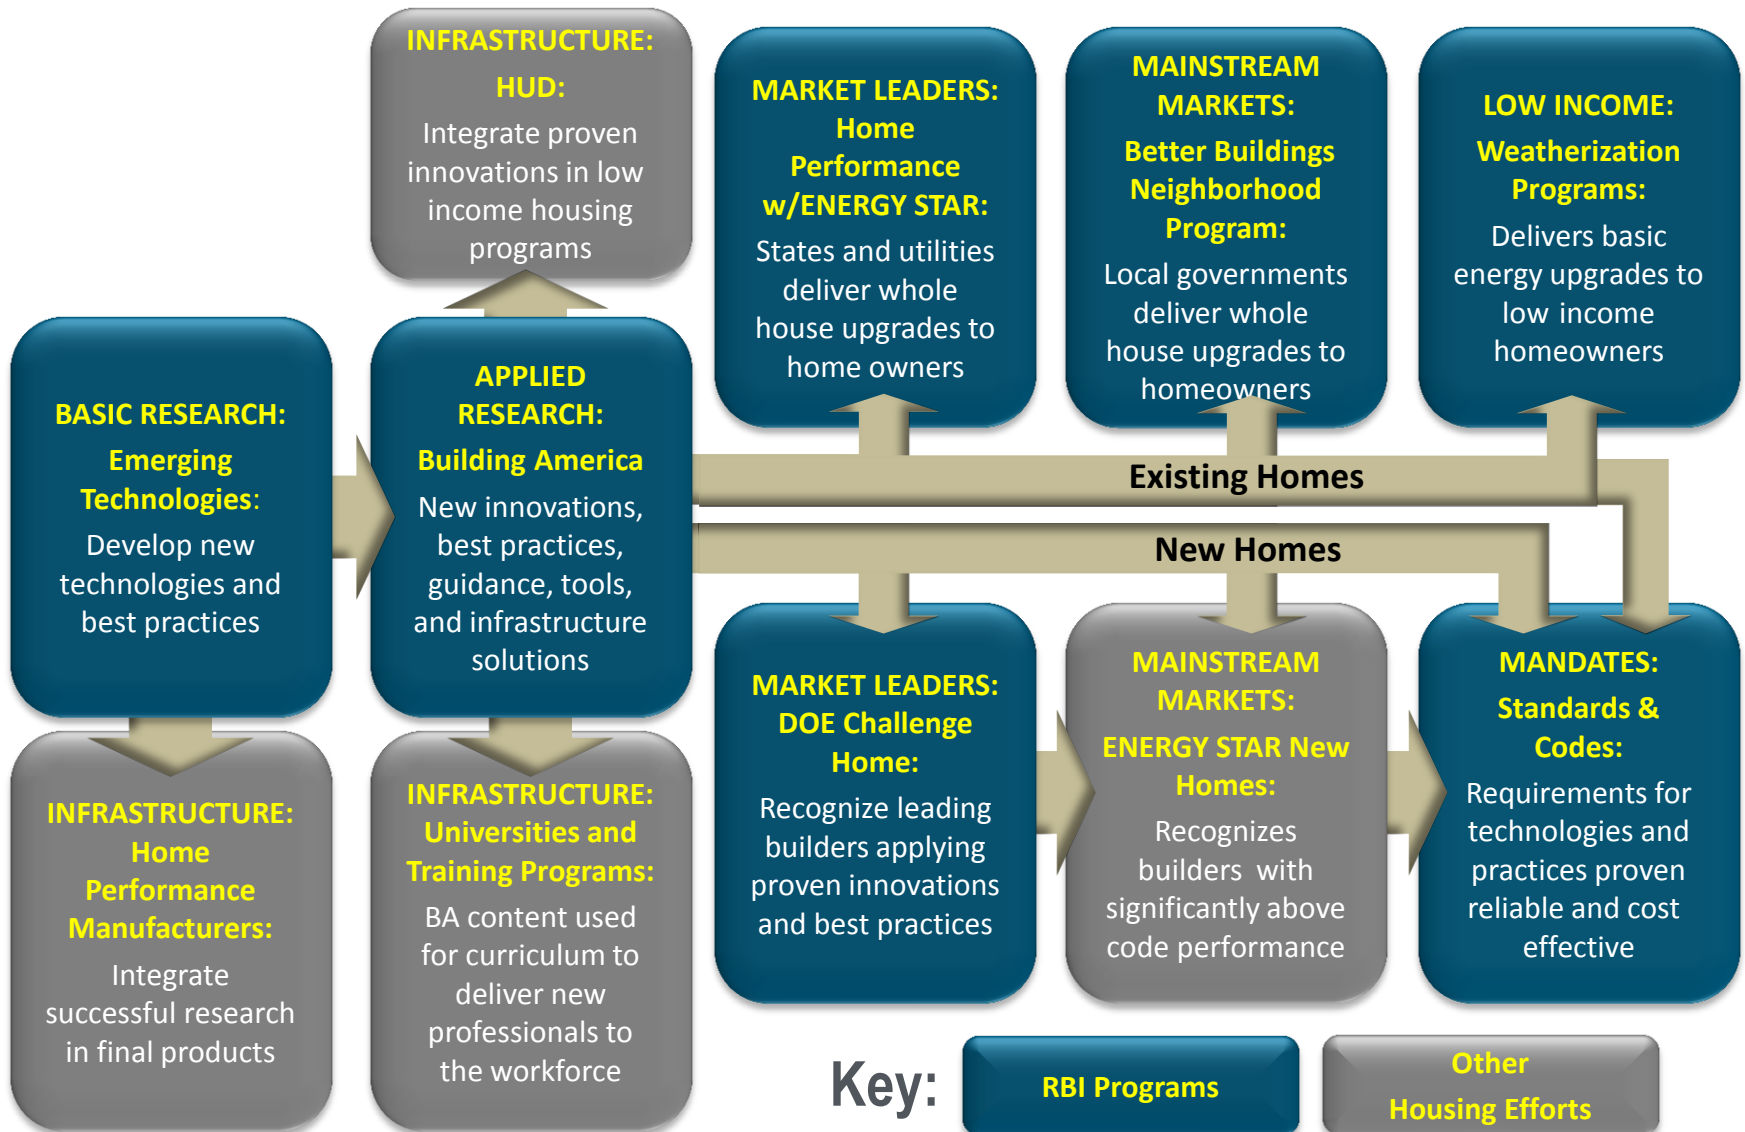 INFRASTRUCTURE:
HUD:
Integrate proven
innovations in low
income housing
programs
MARKET LEADERS:
Home
Performance
w/ENERGY STAR:
States and utilities
deliver whole
house upgrades to
home owners
MAINSTREAM
MARKETS:
Better Buildings
Neighborhood
Program:
Local governments
deliver whole
house upgrades to
homeowners
LOW INCOME:
Weatherization
Programs:
Delivers basic
energy upgrades to
low income
homeowners
BASIC RESEARCH:
Emerging
Technologies:
Develop new
technologies and
best practices
APPLIED
RESEARCH:
Building America
New innovations,
best practices,
guidance, tools,
and infrastructure
solutions
Existing Homes
New Homes
INFRASTRUCTURE:
Home
Performance
Manufacturers:
Integrate
successful research
in final products
INFRASTRUCTURE:
Universities and
Training Programs:
BA content used
for curriculum to
deliver new
professionals to
the workforce
MARKET LEADERS:
DOE Challenge
Home:
Recognize leading
builders applying
proven innovations
and best practices
MAINSTREAM
MARKETS:
ENERGY STAR New
Homes:
Recognizes
builders with
significantly above
code performance
MANDATES:
Standards &
Codes:
Requirements for
technologies and
practices proven
reliable and cost
effective
Key:
RBI Programs
Other
Housing Efforts